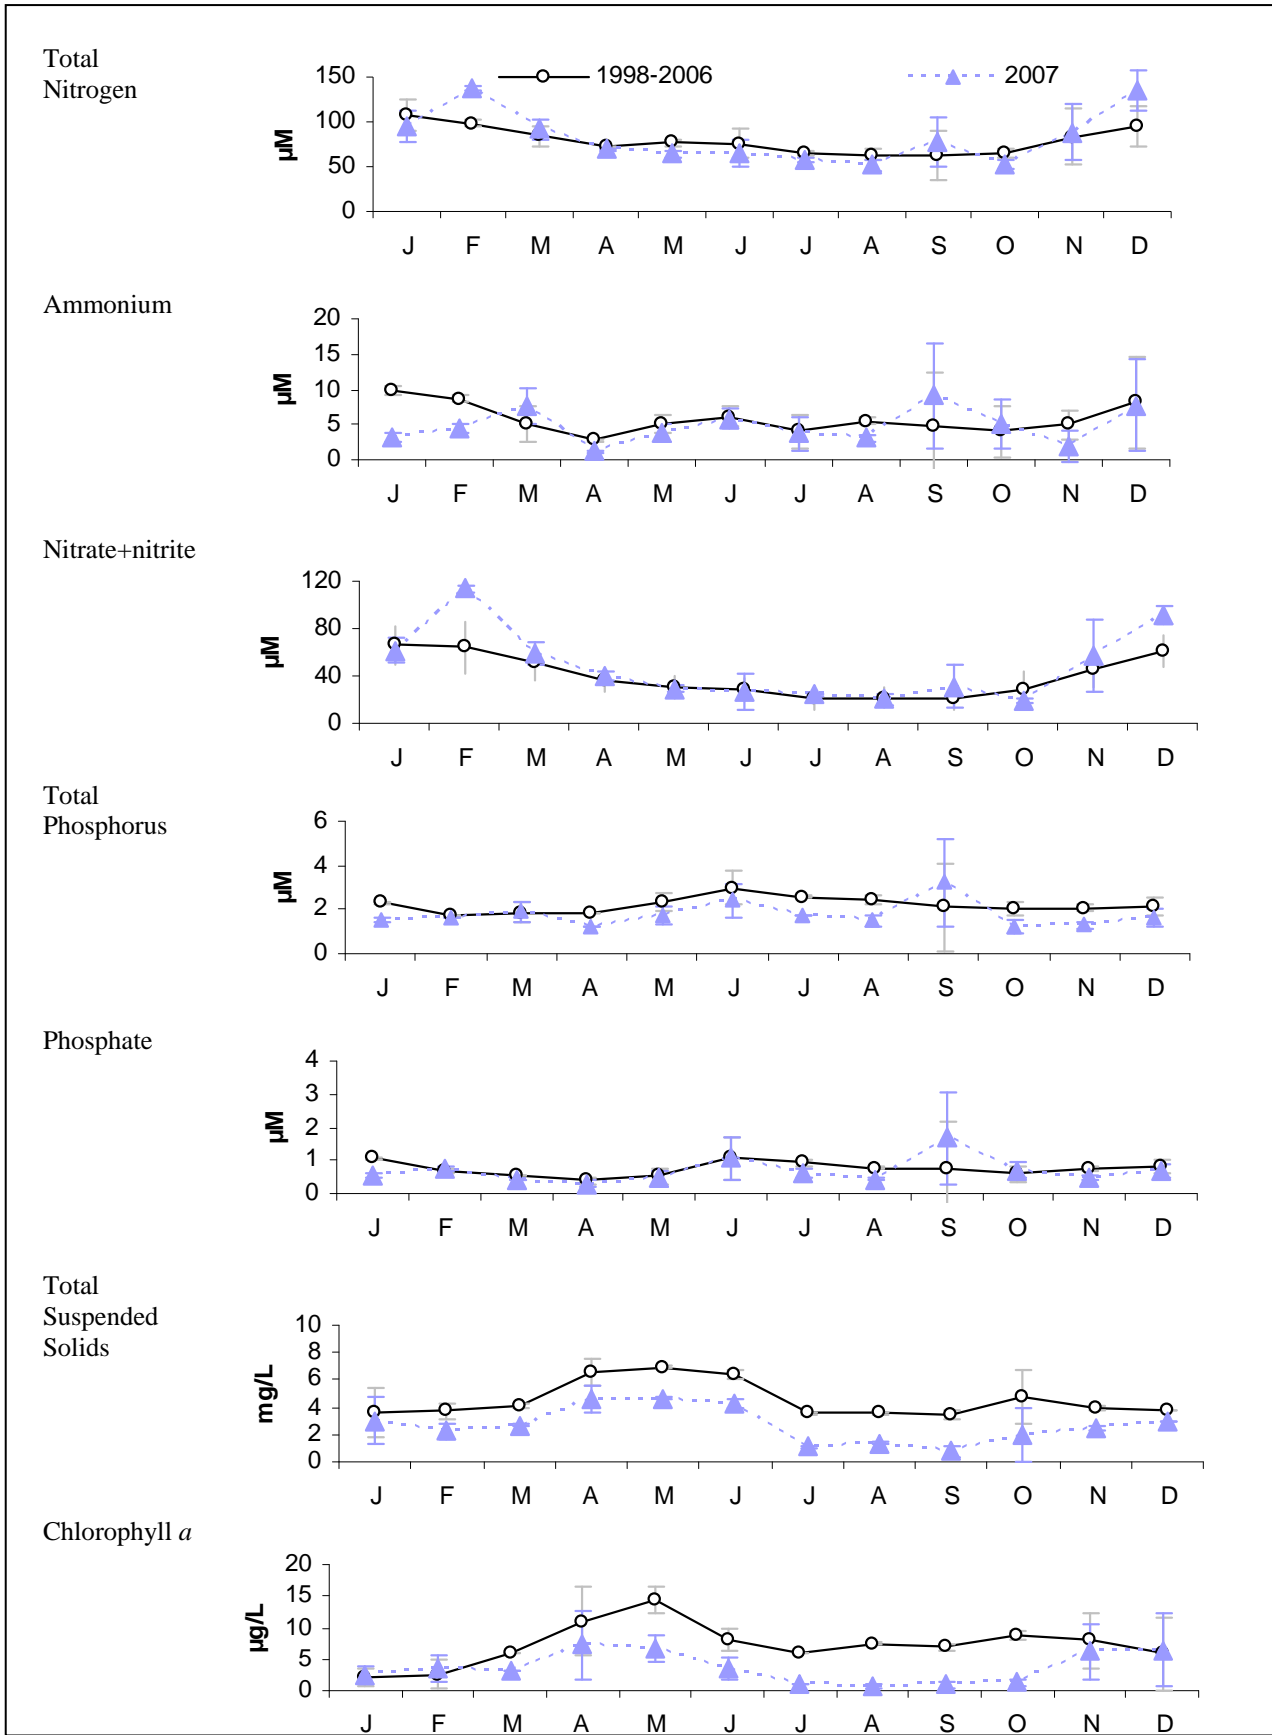 Total
Nitrogen
1998-2006
2007
µM
150
100
50
0
J F M A M J J A S O N D
Ammonium
µM
20
15
10
5
0
J F M A M J J A S O N D
Nitrate+nitrite
µM
120
80
40
0
J F M A M J J A S O N D
Total
Phosphorus
µM
6
4
2
0
J F M A M J J A S O N D
Phosphate
µM
4
3
2
1
0
J F M A M J J A S O N D
Total
Suspended
Solids
mg/L
10
8
6
4
2
0
J F M A M J J A S O N D
Chlorophyll a
µg/L
20
15
10
5
0
J F M A M J J A S O N D